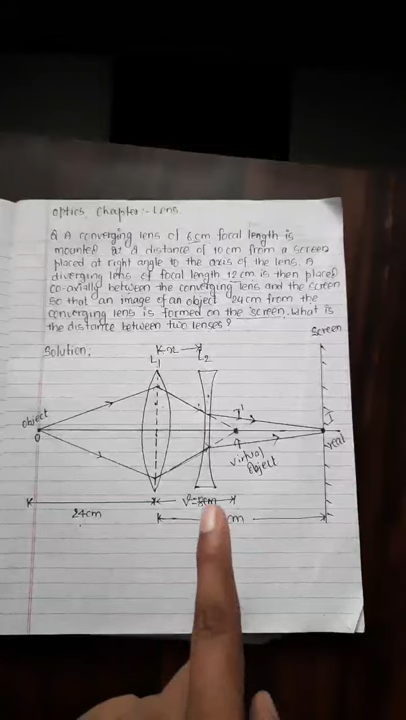 Optics, Chapter:- Lens.
Q A converging lens of 6cm focal length is
mounted at a distance of 10cm from a screen
placed at right angle to the axis of the lens. A
diverging lens of focal length 12cm is then placed
co-axially between the converging lens and the screen
so that an image of an object 24cm from the
converging lens is formed on the screen. What is
the distance between two lenses?
Screen
Solution,
x
L1 L2
Object
O
I'
I
real
Virtual
Object
24cm
V=8cm
cm